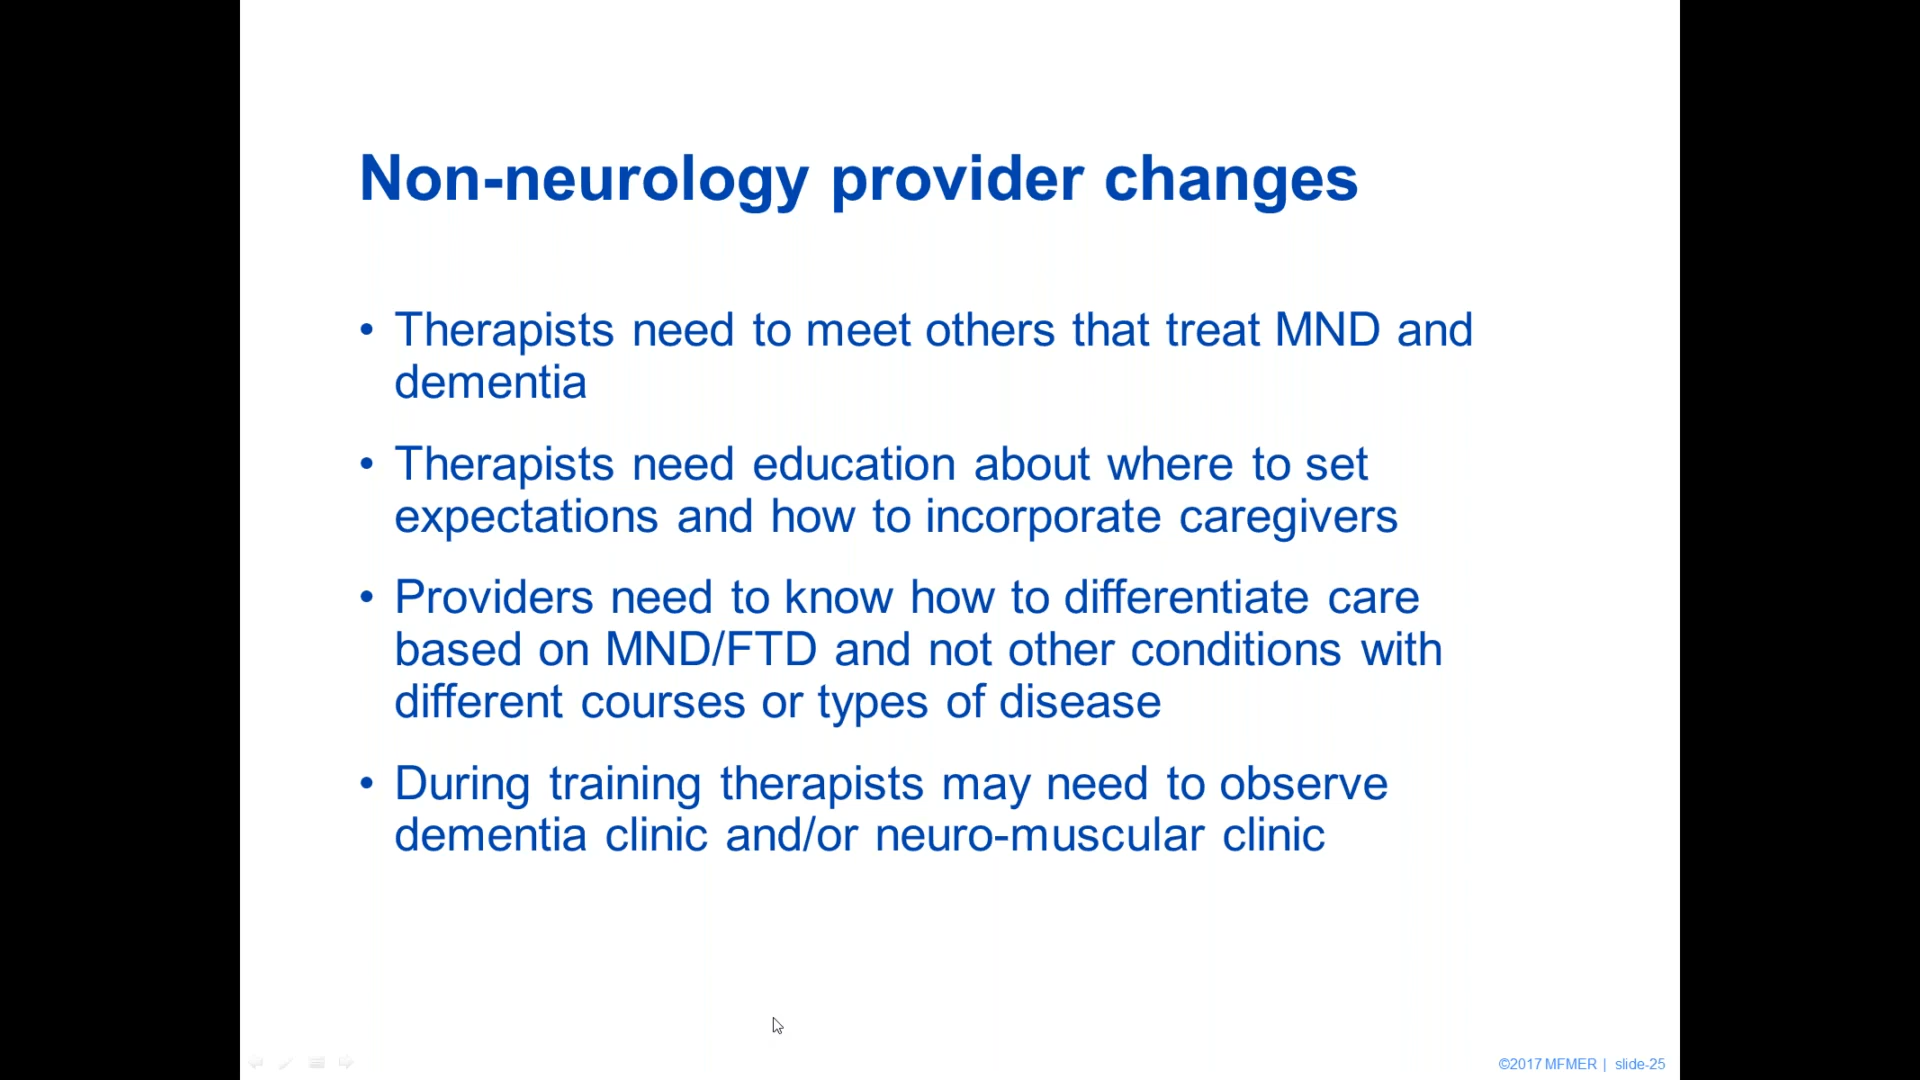 Non-neurology provider changes
• Therapists need to meet others that treat MND and
dementia
• Therapists need education about where to set
expectations and how to incorporate caregivers
• Providers need to know how to differentiate care
based on MND/FTD and not other conditions with
different courses or types of disease
• During training therapists may need to observe
dementia clinic and/or neuro-muscular clinic
©2017 MFMER | slide-25